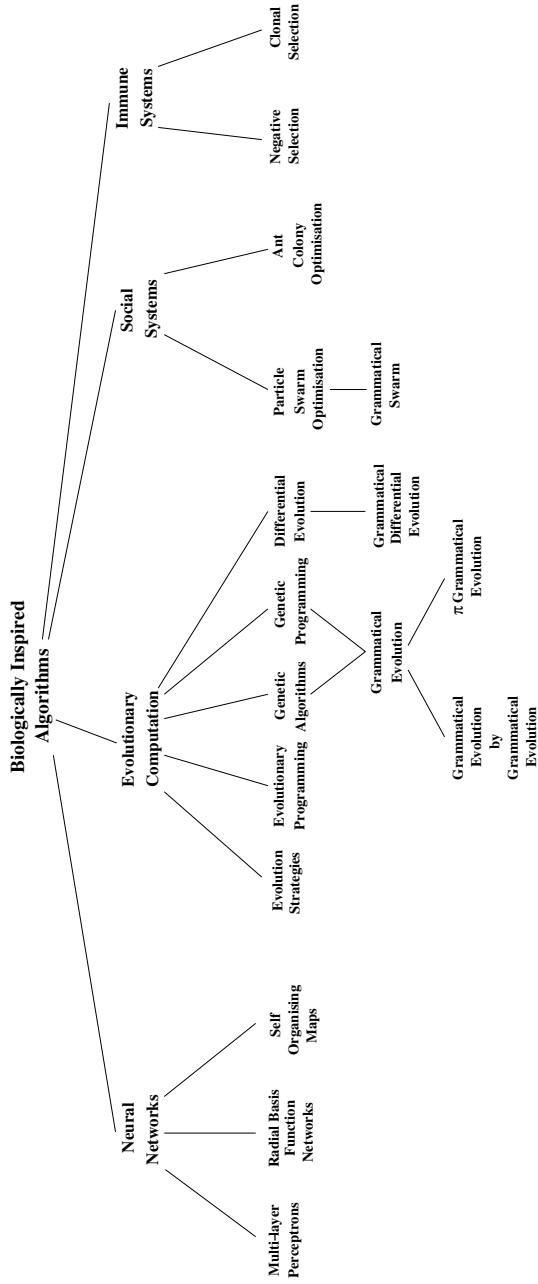 Biologically Inspired
Algorithms
Neural
Networks
Evolutionary
Computation
Social
Systems
Immune
Systems
Multi-layer
Perceptrons
Radial Basis
Function
Networks
Self
Organising
Maps
Evolution
Strategies
Evolutionary
Programming
Genetic
Algorithms
Genetic
Programming
Differential
Evolution
Particle
Swarm
Optimisation
Ant
Colony
Optimisation
Negative
Selection
Clonal
Selection
Grammatical
Evolution
Grammatical
Differential
Evolution
Grammatical
Swarm
Grammatical
Evolution
by
Grammatical
Evolution
π Grammatical
Evolution